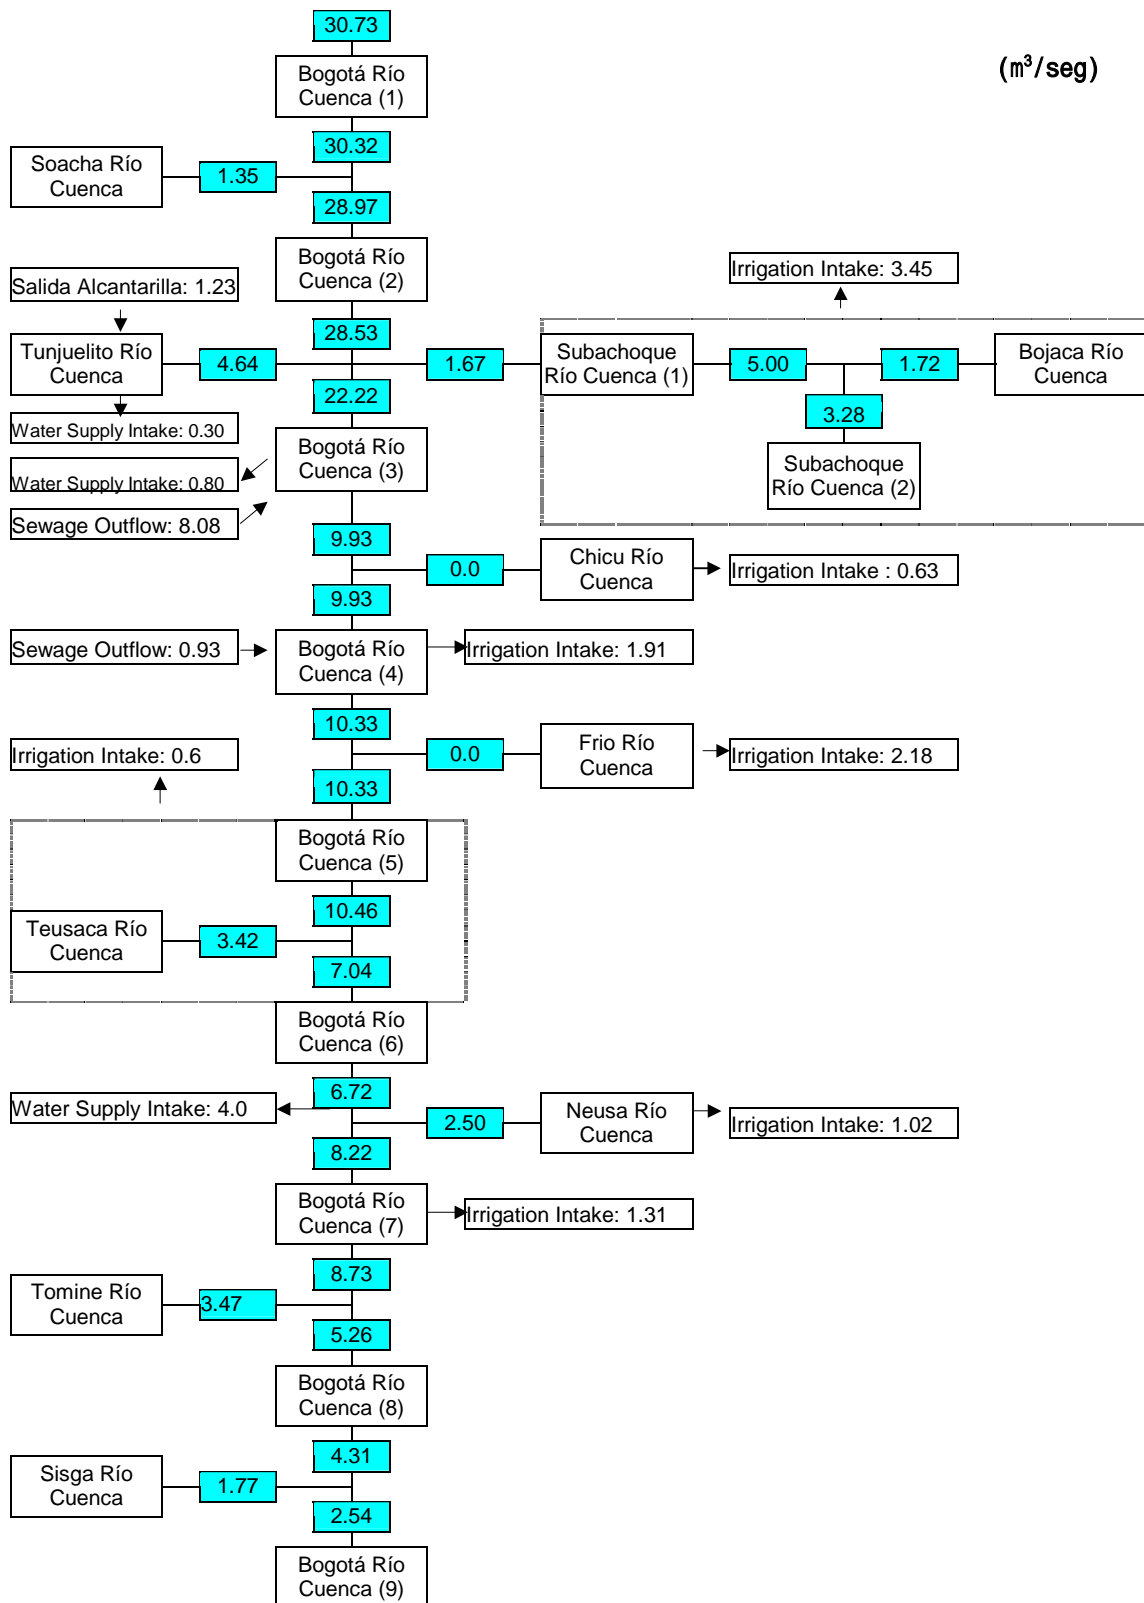 30.73
(m³/seg)
Bogotá Río
Cuenca (1)
30.32
Soacha Río
Cuenca
1.35
28.97
Bogotá Río
Cuenca (2)
Irrigation Intake: 3.45
Salida Alcantarilla: 1.23
28.53
Tunjuelito Río
Cuenca
4.64
1.67
Subachoque
Río Cuenca (1)
5.00
1.72
Bojaca Río
Cuenca
22.22
3.28
Water Supply Intake: 0.30
Bogotá Río
Cuenca (3)
Subachoque
Río Cuenca (2)
Water Supply Intake: 0.80
Sewage Outflow: 8.08
9.93
0.0
Chicu Río
Cuenca
Irrigation Intake : 0.63
9.93
Sewage Outflow: 0.93
Bogotá Río
Cuenca (4)
Irrigation Intake: 1.91
10.33
Irrigation Intake: 0.6
0.0
Frio Río
Cuenca
Irrigation Intake: 2.18
10.33
Bogotá Río
Cuenca (5)
10.46
Teusaca Río
Cuenca
3.42
7.04
Bogotá Río
Cuenca (6)
6.72
Water Supply Intake: 4.0
2.50
Neusa Río
Cuenca
Irrigation Intake: 1.02
8.22
Bogotá Río
Cuenca (7)
Irrigation Intake: 1.31
8.73
Tomine Río
Cuenca
3.47
5.26
Bogotá Río
Cuenca (8)
4.31
Sisga Río
Cuenca
1.77
2.54
Bogotá Río
Cuenca (9)